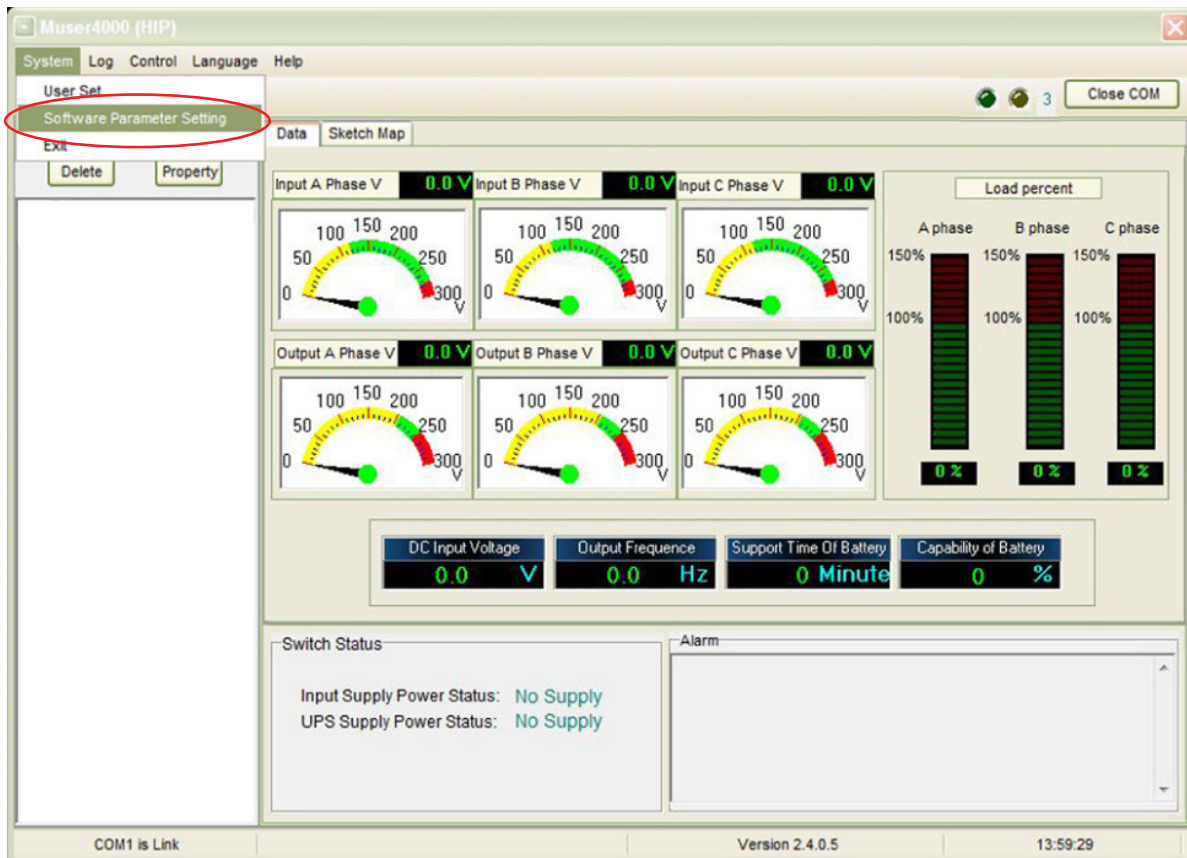 Muser4000 (HIP)
System Log Control Language Help
User Set
Software Parameter Setting
Exit
3 Close COM
Delete Property
Data Sketch Map
Input A Phase V 0.0 V Input B Phase V 0.0 V Input C Phase V 0.0 V
0 50 100 150 200 250 300 V
0 50 100 150 200 250 300 V
0 50 100 150 200 250 300 V
Output A Phase V 0.0 V Output B Phase V 0.0 V Output C Phase V 0.0 V
0 50 100 150 200 250 300 V
0 50 100 150 200 250 300 V
0 50 100 150 200 250 300 V
Load percent
A phase B phase C phase
150% 150% 150%
100% 100% 100%
0 % 0 % 0 %
DC Input Voltage Output Frequence Support Time Of Battery Capability of Battery
0.0 V 0.0 Hz 0 Minute 0 %
Switch Status
Input Supply Power Status: No Supply
UPS Supply Power Status: No Supply
Alarm
COM1 is Link Version 2.4.0.5 13:59:29